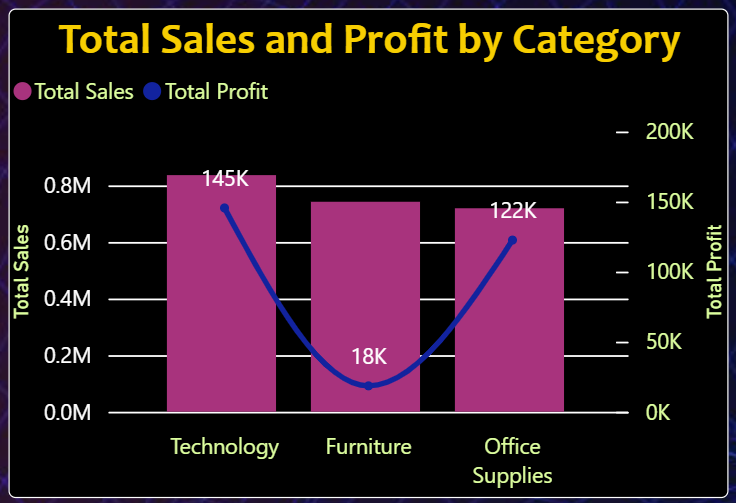 Total Sales and Profit by Category
Total Sales Total Profit
200K
145K
0.8M
150K
122K
0.6M
100K
0.4M
50K
0.2M
18K
0.0M
0K
Total Sales
Total Profit
Technology
Furniture
Office
Supplies